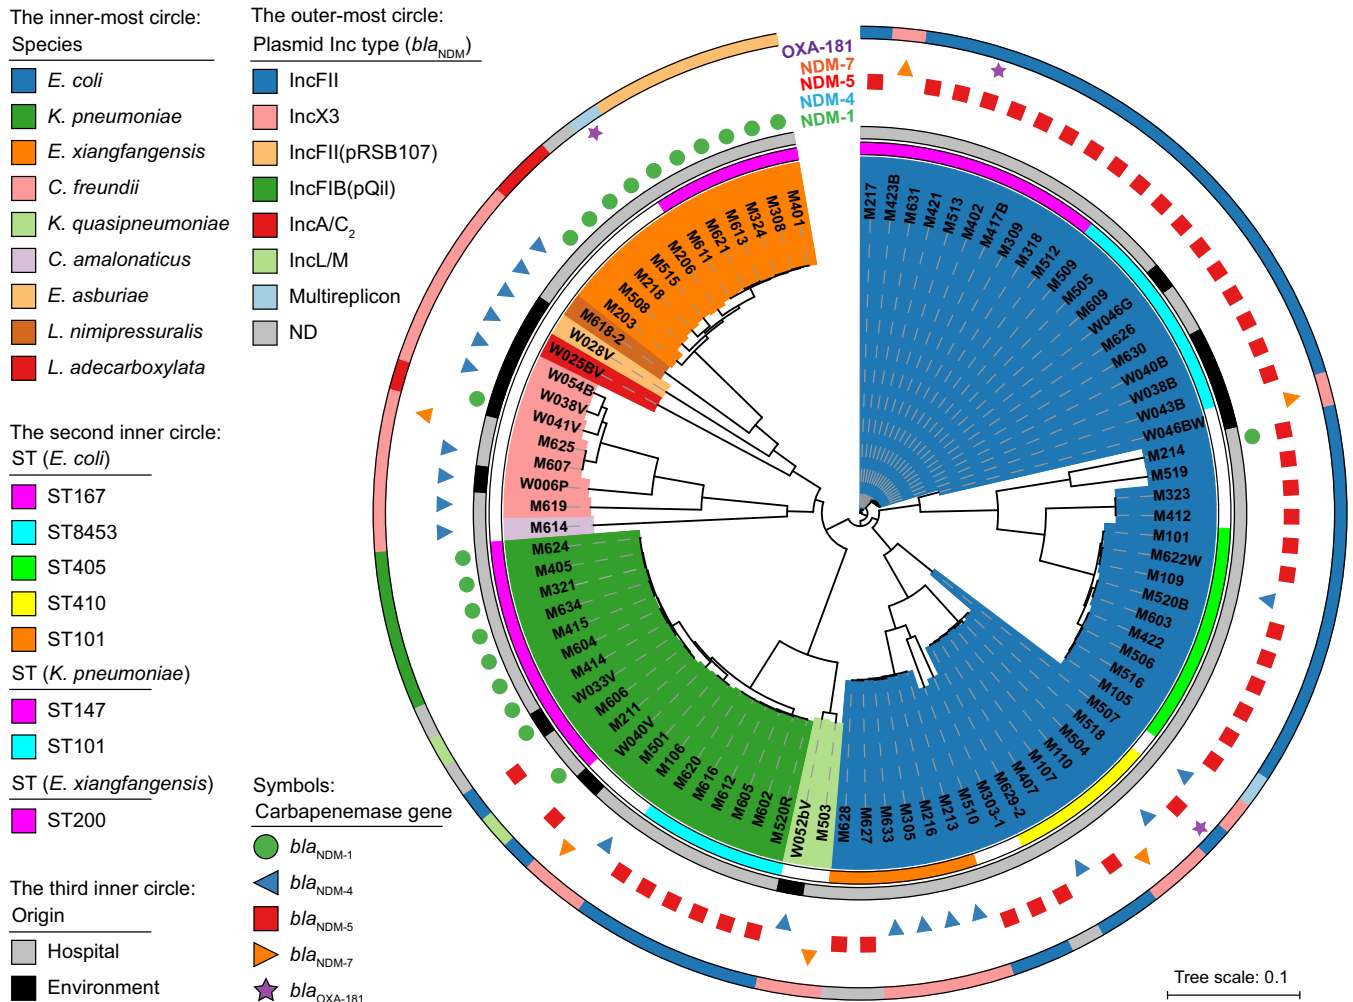 The inner-most circle:
Species
E. coli
K. pneumoniae
E. xiangfangensis
C. freundii
K. quasipneumoniae
C. amalonaticus
E. asburiae
L. nimipressuralis
L. adecarboxylata
The second inner circle:
ST (E. coli)
ST167
ST8453
ST405
ST410
ST101
ST (K. pneumoniae)
ST147
ST101
ST (E. xiangfangensis)
ST200
The third inner circle:
Origin
Hospital
Environment
The outer-most circle:
Plasmid Inc type (blaNDM)
IncFII
IncX3
IncFII(pRSB107)
IncFIB(pQil)
IncA/C2
IncL/M
Multireplicon
ND
Symbols:
Carbapenemase gene
blaNDM-1
blaNDM-4
blaNDM-5
blaNDM-7
blaOXA-181
OXA-181
NDM-7
NDM-5
NDM-4
NDM-1
M217
M423B
M631
M421
M513
M402
M417B
M309
M318
M512
M509
M505
M609
W046G
M626
M630
W040B
W038B
W043B
W046BW
M214
M519
M323
M412
M101
M622W
M109
M520B
M603
M422
M506
M516
M105
M507
M518
M504
M110
M107
M407
M629-2
M303-1
M510
M213
M216
M305
M633
M627
M628
M503
W052bV
M520R
M602
M605
M612
M616
M620
M106
M501
W040V
M211
M606
W033V
M414
M604
M415
M634
M321
M405
M624
M614
M619
W006P
M607
M625
W041V
W038V
W054B
W025BV
W028V
M618-2
M203
M508
M218
M515
M206
M611
M621
M613
M324
M308
M401
Tree scale: 0.1